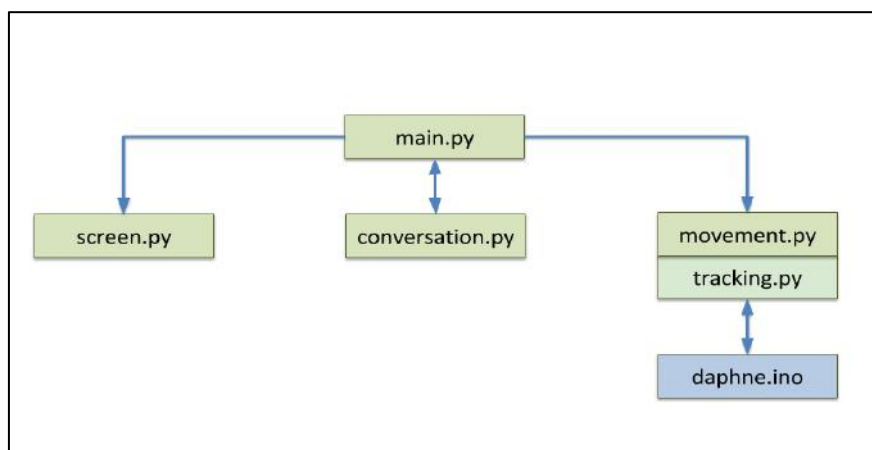 main.py
screen.py
conversation.py
movement.py
tracking.py
daphne.ino